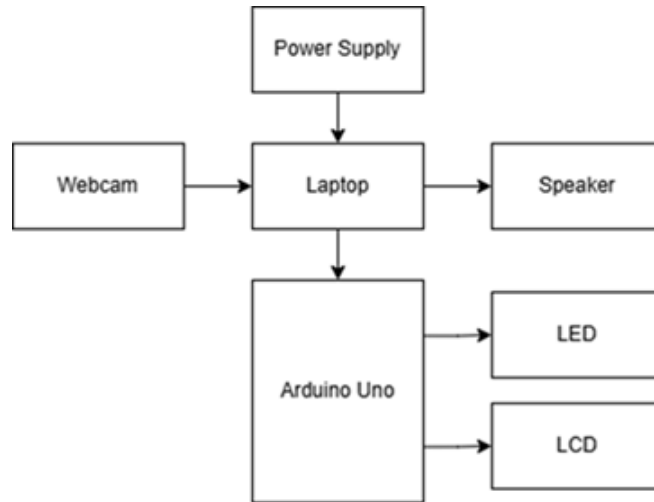 Power Supply
Webcam
Laptop
Speaker
Arduino Uno
LED
LCD